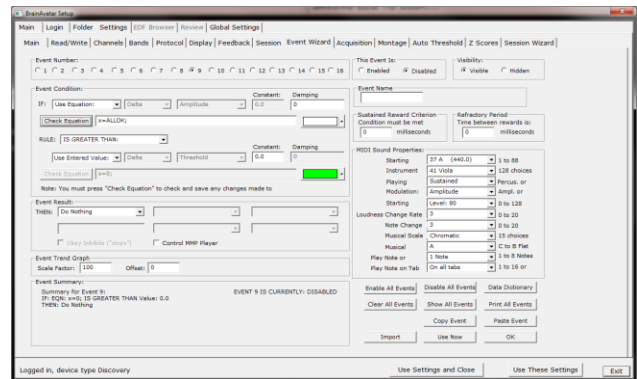 BrainAvatar Setup
Main Login Folder Settings EDF Browser Review Global Settings
Main Read/Write Channels Bands Protocol Display Feedback Session Event Wizard Acquisition Montage Auto Threshold Z Scores Session Wizard
Event Number:
1 2 3 4 5 6 7 8 9 10 11 12 13 14 15 16
This Event Is:
Enabled Disabled
Visibility:
Visible Hidden
Event Condition:
Constant: Damping
IF: Use Equation: Delta Amplitude 0.0 0
Check Equation x=ALLOK;
RULE: IS GREATER THAN:
Constant: Damping
Use Entered Value: Delta Threshold 0.0 0
Check Equation x=0;
Note: You must press "Check Equation" to check and save any changes made to
Event Name
Sustained Reward Criterion
Condition must be met
0 milliseconds
Refractory Period
Time between rewards is:
0 milliseconds
MIDI Sound Properties:
Starting 37 A (440.0) 1 to 88
Instrument 41 Viola 128 choices
Playing Sustained Percus. or
Modulation: Amplitude Ampl. or
Starting Level: 80 0 to 128
Loudness Change Rate 3 0 to 20
Note Change 3 0 to 20
Musical Scale Chromatic 15 choices
Musical A C to B Flat
Play Note or 1 Note 1 to 8 Notes
Play Note on Tab On all tabs 1 to 16 or
Event Result:
THEN: Do Nothing
Obey Inhibits ("stops") Control MMP Player
Event Trend Graph
Scale Factor: 100 Offset: 0
Event Summary:
Summary for Event 9: EVENT 9 IS CURRENTLY: DISABLED
IF: EQN: x=0; IS GREATER THAN Value: 0.0
THEN: Do Nothing
Enable All Events Disable All Events Data Dictionary
Clear All Events Show All Events Print All Events
Copy Event Paste Event
Import Use Now OK
Logged in, device type Discovery
Use Settings and Close Use These Settings Exit